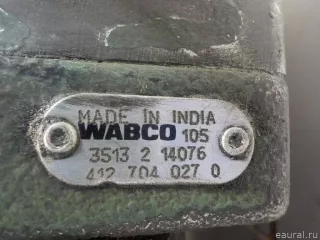 MADE IN INDIA
WABCO 105
3513 2 14076
412 704 027 0
eaural.ru